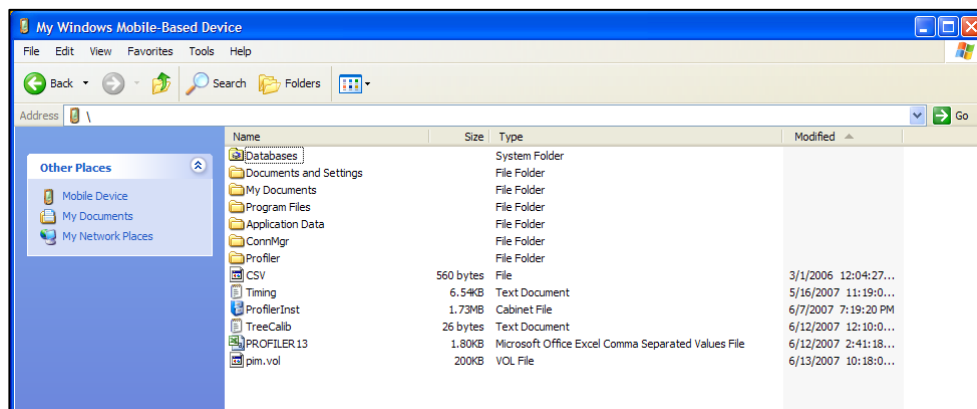 My Windows Mobile-Based Device
File Edit View Favorites Tools Help
Back Search Folders
Address \ Go
Name Size Type Modified
Other Places
Mobile Device
My Documents
My Network Places
Databases System Folder
Documents and Settings File Folder
My Documents File Folder
Program Files File Folder
Application Data File Folder
ConnMgr File Folder
Profiler File Folder
CSV 560 bytes File 3/1/2006 12:04:27...
Timing 6.54KB Text Document 5/16/2007 11:19:0...
ProfilerInst 1.73MB Cabinet File 6/7/2007 7:19:20 PM
TreeCalib 26 bytes Text Document 6/12/2007 12:10:0...
PROFILER13 1.80KB Microsoft Office Excel Comma Separated Values File 6/12/2007 2:41:18...
pim.vol 200KB VOL File 6/13/2007 10:18:0...